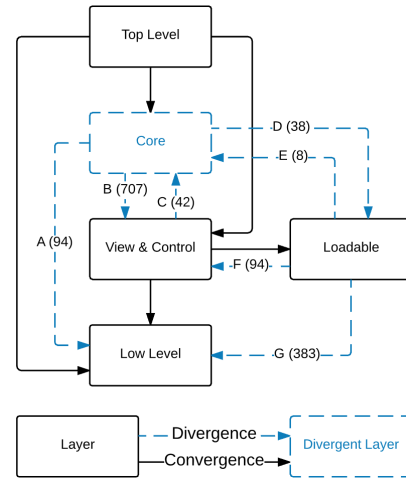 Top Level
D (38)
Core
E (8)
B (707)
C (42)
A (94)
View & Control
Loadable
F (94)
Low Level
G (383)
Layer
Divergence
Convergence
Divergent Layer